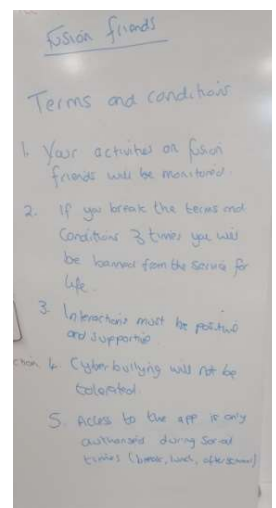 fusion friends
Terms and conditions
1. Your activities on fusion
friends will be monitored.
2. If you break the terms and
Conditions 3 times you will
be banned from the service for
life.
3. Interactions must be positive
and supportive
4. Cyberbullying will not be
tolerated.
5. Access to the app is only
authorised during social
times (break, lunch, afterschool)